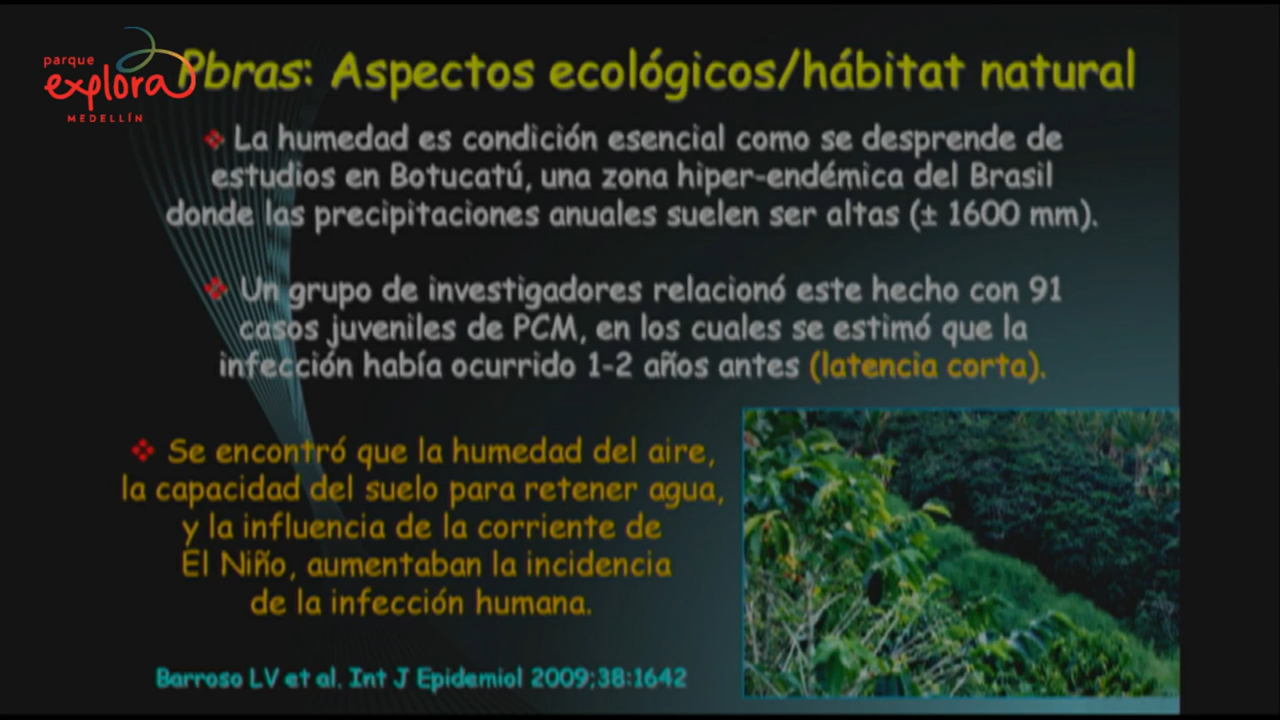 parque
explora
MEDELLÍN
Pbras: Aspectos ecológicos/hábitat natural
La humedad es condición esencial como se desprende de
estudios en Botucatú, una zona hiper-endémica del Brasil
donde las precipitaciones anuales suelen ser altas (± 1600 mm).
Un grupo de investigadores relacionó este hecho con 91
casos juveniles de PCM, en los cuales se estimó que la
infección había ocurrido 1-2 años antes (latencia corta).
Se encontró que la humedad del aire,
la capacidad del suelo para retener agua,
y la influencia de la corriente de
El Niño, aumentaban la incidencia
de la infección humana.
Barroso LV et al. Int J Epidemiol 2009;38:1642